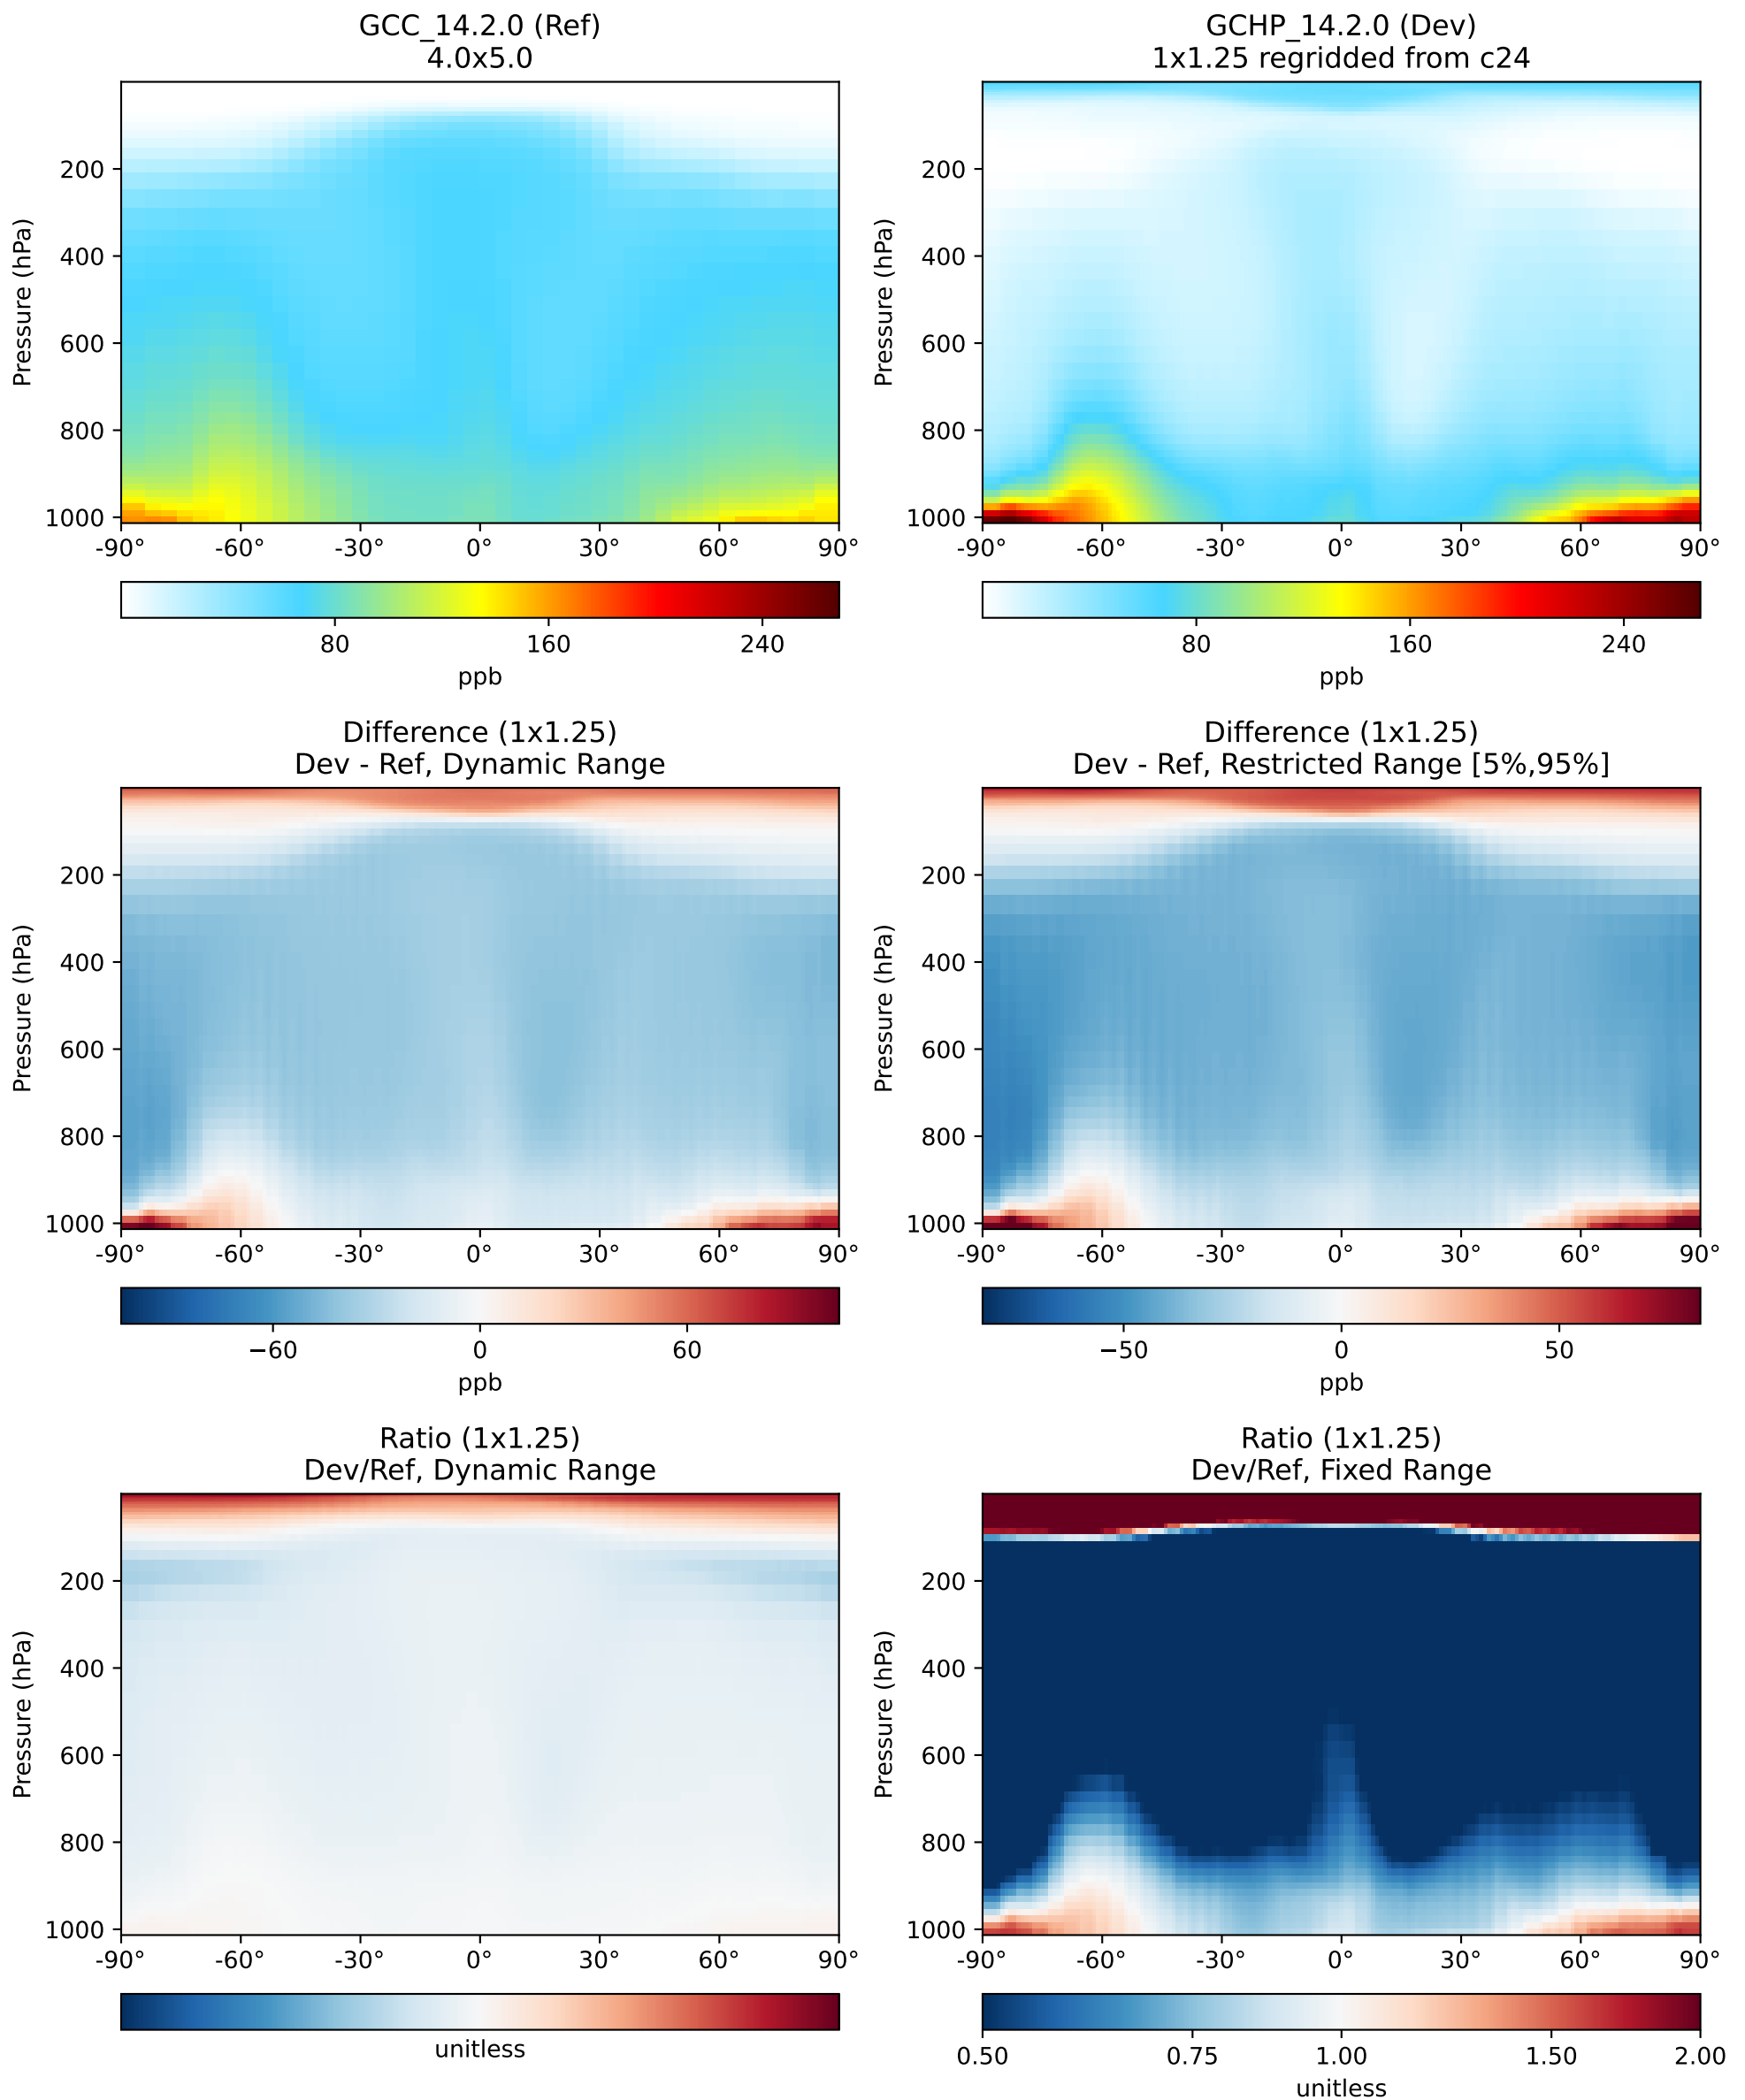 GCC_14.2.0 (Ref)
4.0x5.0
Pressure (hPa)
200
400
600
800
1000
-90° -60° -30° 0° 30° 60° 90°
80 160 240
ppb
GCHP_14.2.0 (Dev)
1x1.25 regridded from c24
Pressure (hPa)
200
400
600
800
1000
-90° -60° -30° 0° 30° 60° 90°
80 160 240
ppb
Difference (1x1.25)
Dev - Ref, Dynamic Range
Pressure (hPa)
200
400
600
800
1000
-90° -60° -30° 0° 30° 60° 90°
−60 0 60
ppb
Difference (1x1.25)
Dev - Ref, Restricted Range [5%,95%]
Pressure (hPa)
200
400
600
800
1000
-90° -60° -30° 0° 30° 60° 90°
−50 0 50
ppb
Ratio (1x1.25)
Dev/Ref, Dynamic Range
Pressure (hPa)
200
400
600
800
1000
-90° -60° -30° 0° 30° 60° 90°
unitless
Ratio (1x1.25)
Dev/Ref, Fixed Range
Pressure (hPa)
200
400
600
800
1000
-90° -60° -30° 0° 30° 60° 90°
0.50 0.75 1.00 1.50 2.00
unitless